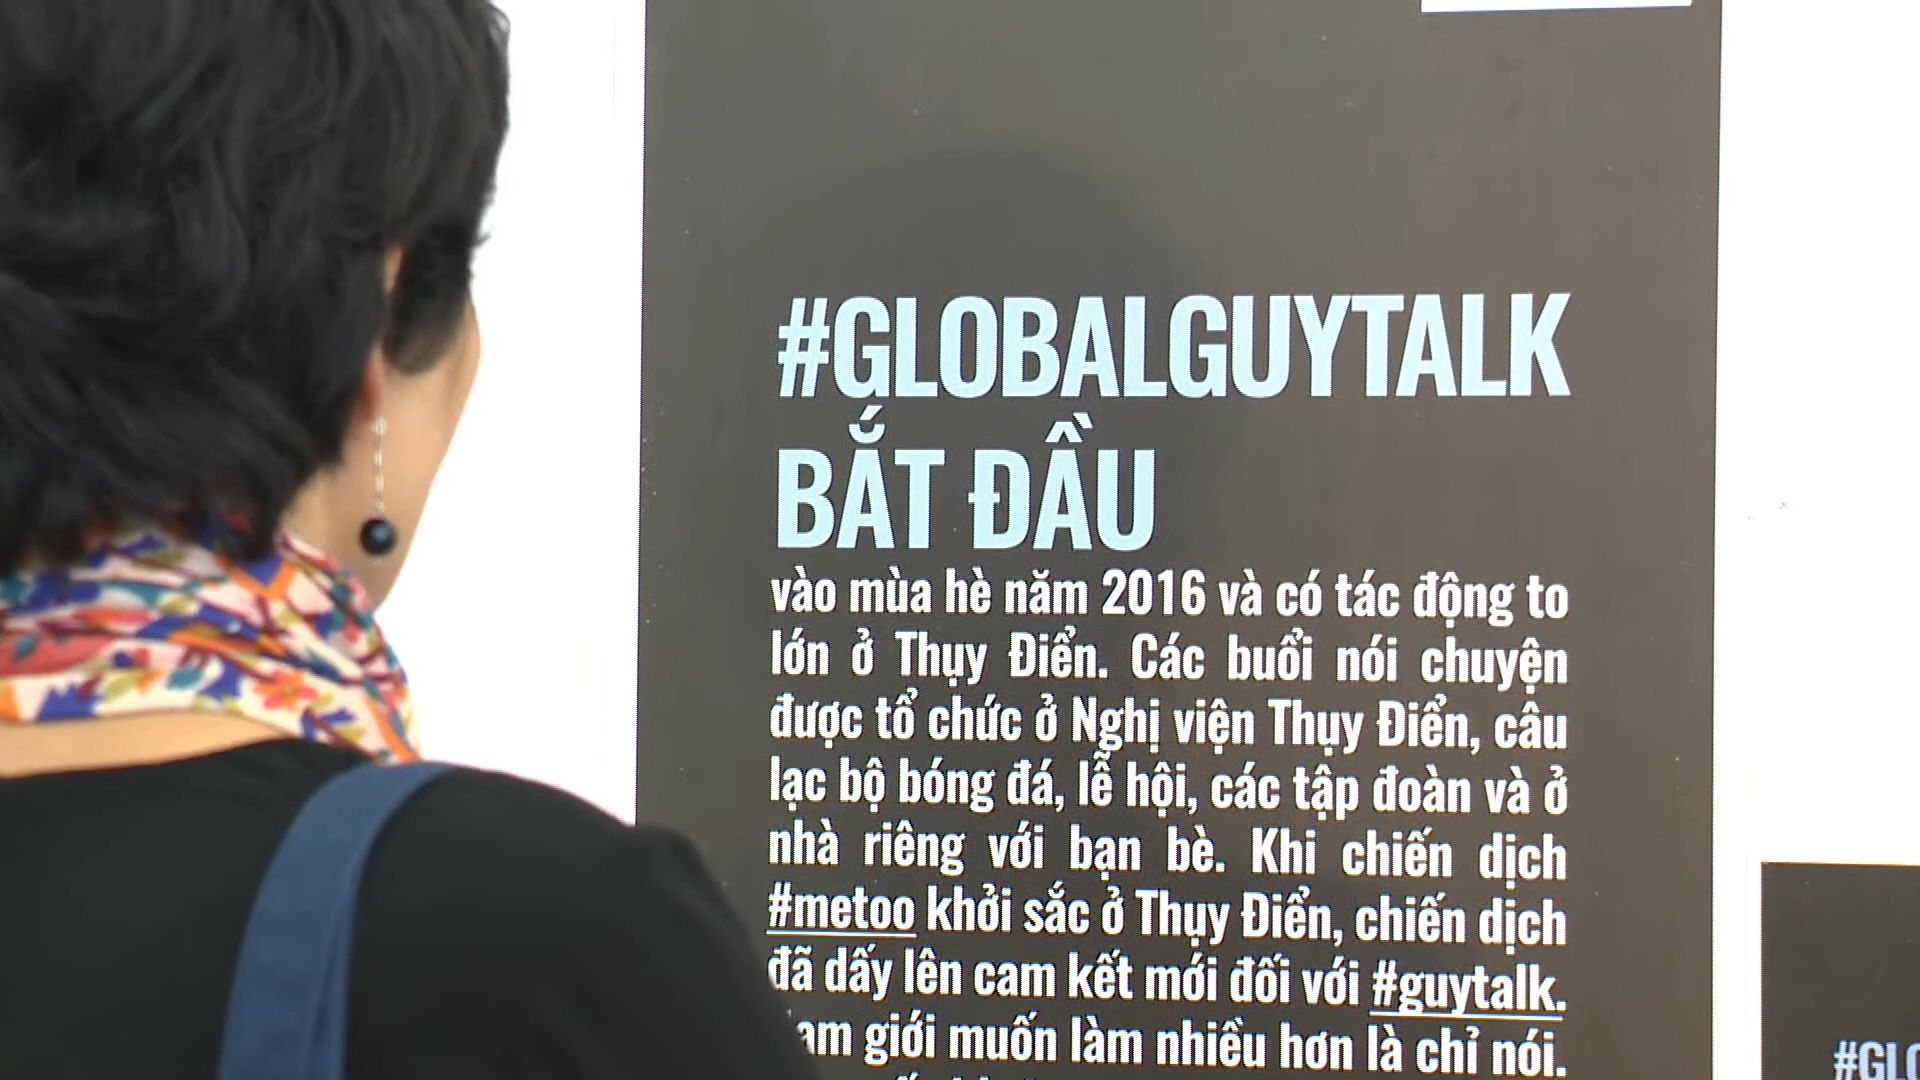 #GLOBALGUYTALK
BẮT ĐẦU
vào mùa hè năm 2016 và có tác động to
lớn ở Thụy Điển. Các buổi nói chuyện
được tổ chức ở Nghị viện Thụy Điển, câu
lạc bộ bóng đá, lễ hội, các tập đoàn và ở
nhà riêng với bạn bè. Khi chiến dịch
#metoo khởi sắc ở Thụy Điển, chiến dịch
đã dấy lên cam kết mới đối với #guytalk.
giới muốn làm nhiều hơn là chỉ nói.